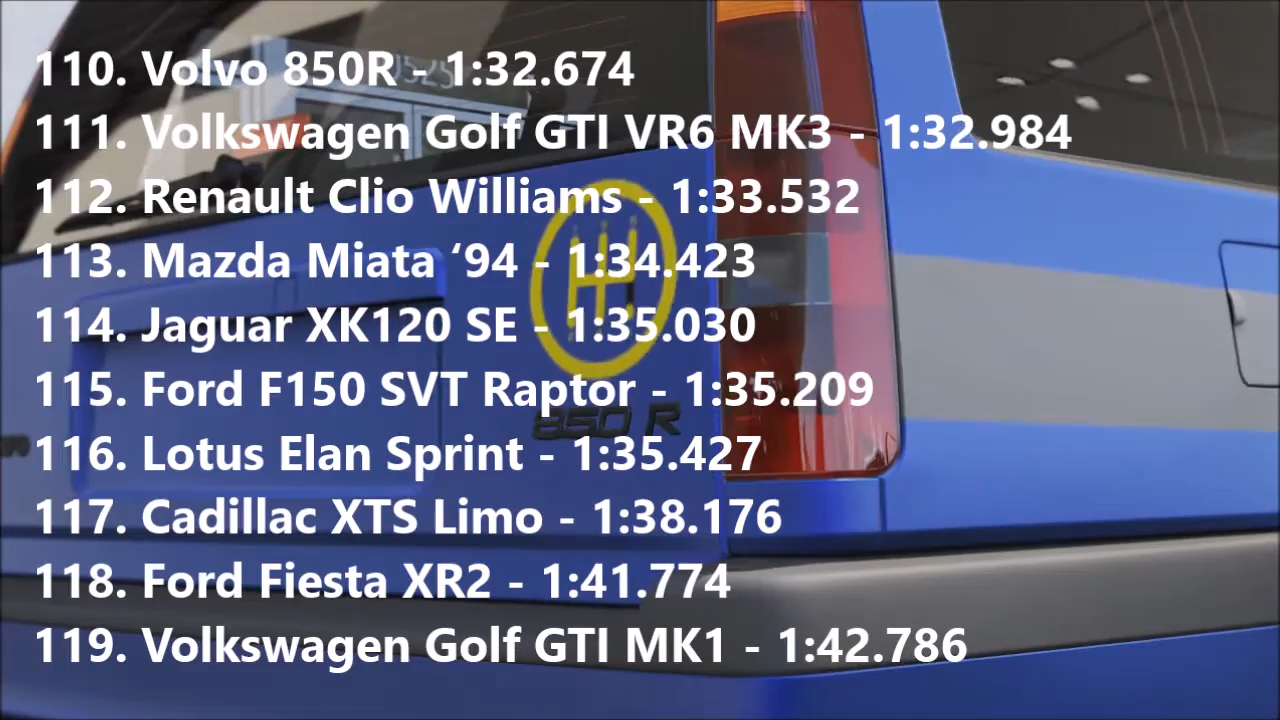 110. Volvo 850R - 1:32.674
111. Volkswagen Golf GTI VR6 MK3 - 1:32.984
112. Renault Clio Williams - 1:33.532
113. Mazda Miata ‘94 - 1:34.423
114. Jaguar XK120 SE - 1:35.030
115. Ford F150 SVT Raptor - 1:35.209
850 R
116. Lotus Elan Sprint - 1:35.427
117. Cadillac XTS Limo - 1:38.176
118. Ford Fiesta XR2 - 1:41.774
119. Volkswagen Golf GTI MK1 - 1:42.786